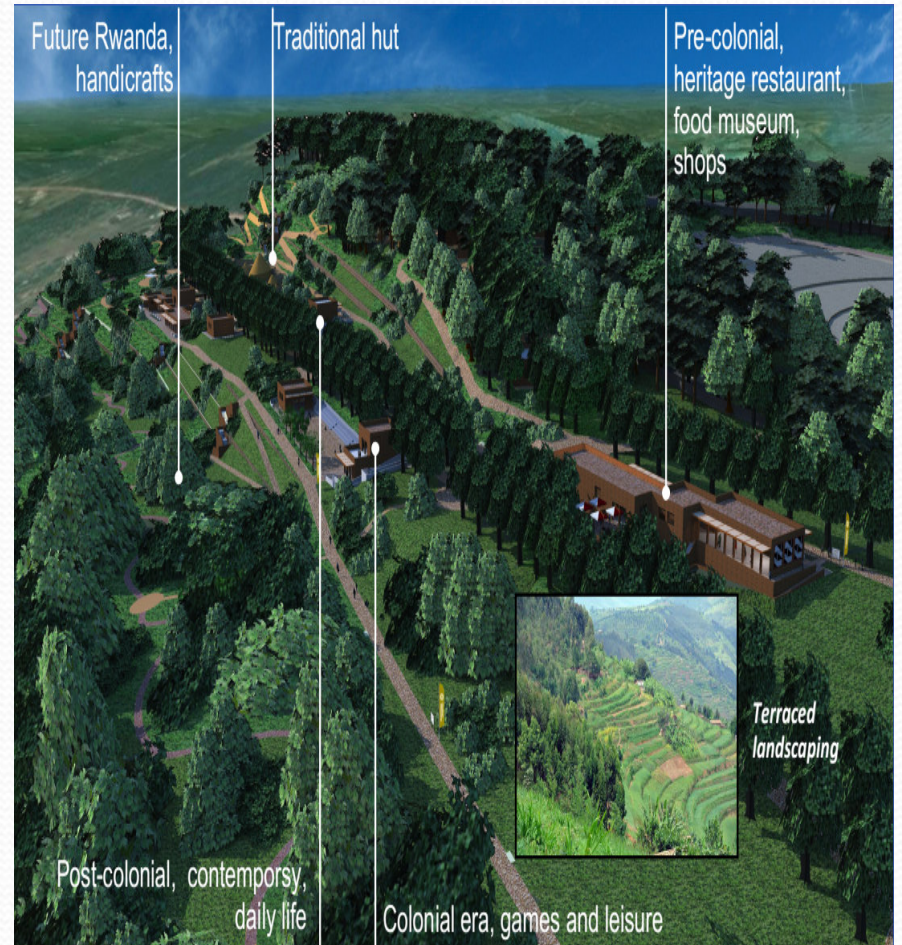 Future Rwanda,
handicrafts
Traditional hut
Pre-colonial,
heritage restaurant,
food museum,
shops
Terraced
landscaping
Post-colonial, contemporsy,
daily life
Colonial era, games and leisure